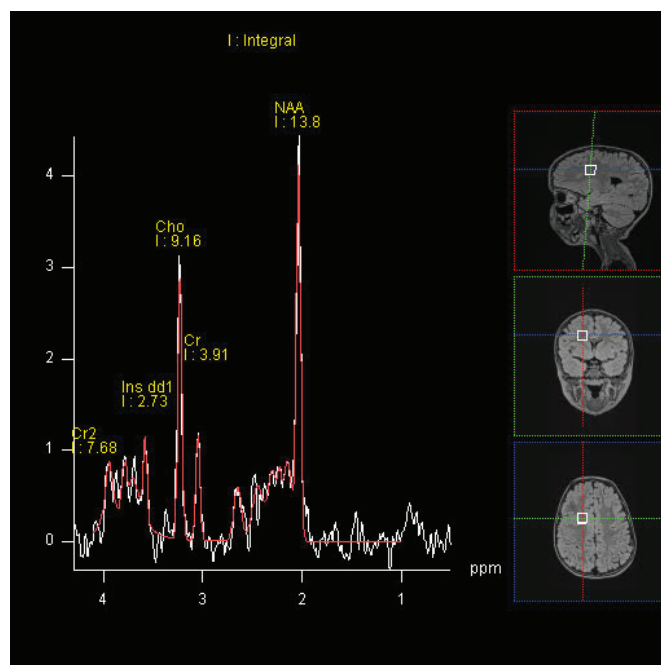 I : Integral
NAA
I : 13.8
4
Cho
I : 9.16
3
Cr
I : 3.91
2
Ins dd1
I : 2.73
Cr2
I : 7.68
1
0
ppm
4 3 2 1